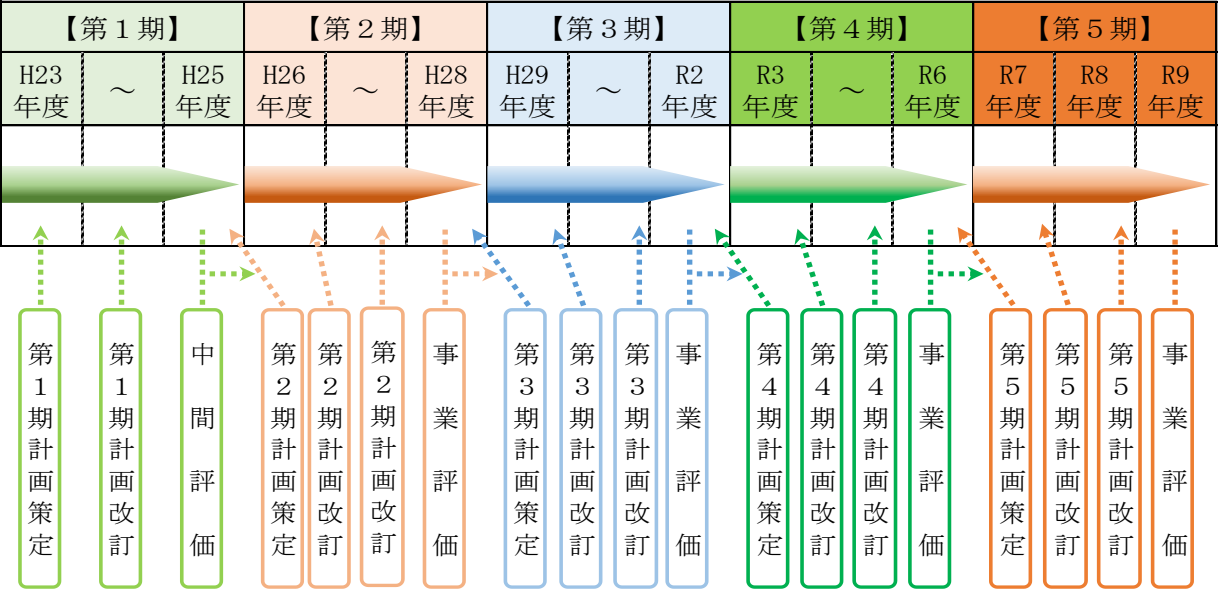 【第１期】
【第２期】
【第３期】
【第４期】
【第５期】
H23
年度
～
H25
年度
H26
年度
～
H28
年度
H29
年度
～
R2
年度
R3
年度
～
R6
年度
R7
年度
R8
年度
R9
年度
第１期計画策定
第１期計画改訂
中間評価
第２期計画策定
第２期計画改訂
第２期計画改訂
事業評価
第３期計画策定
第３期計画改訂
第３期計画改訂
事業評価
第４期計画策定
第４期計画改訂
第４期計画改訂
事業評価
第５期計画策定
第５期計画改訂
第５期計画改訂
事業評価